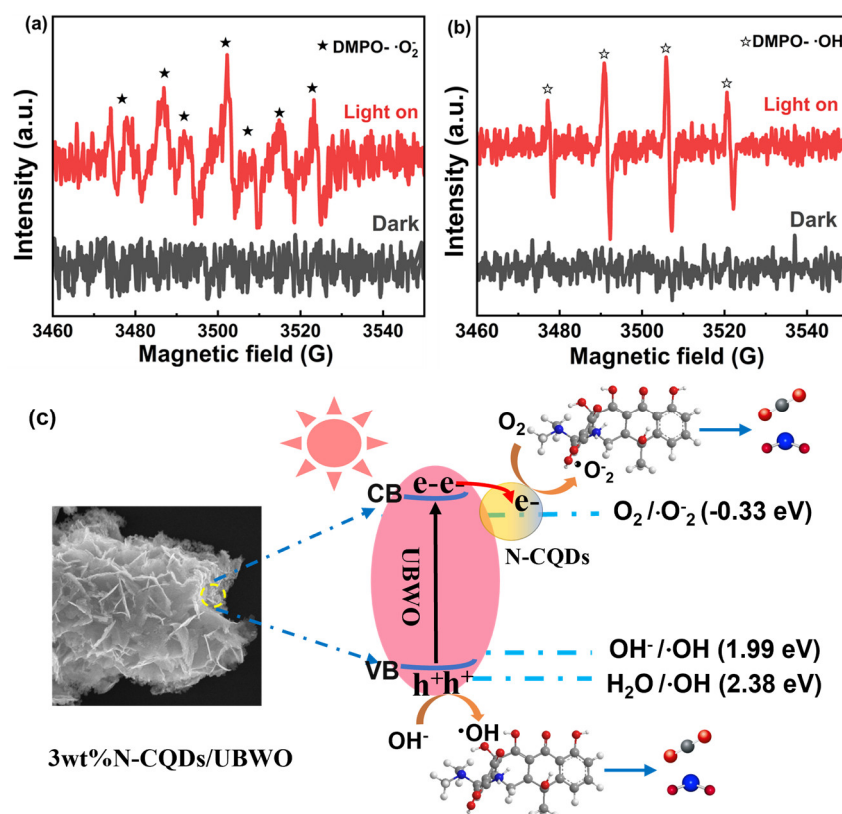 (a)
★ DMPO- ·O₂⁻
Light on
Dark
Intensity (a.u.)
3460 3480 3500 3520 3540
Magnetic field (G)
(b)
☆DMPO- ·OH
Light on
Dark
Intensity (a.u.)
3460 3480 3500 3520 3540
Magnetic field (G)
(c)
O₂
•O⁻₂
CB
e-e-
e-
O₂/·O⁻₂ (-0.33 eV)
N-CQDs
UBWO
OH⁻/·OH (1.99 eV)
VB
h⁺h⁺
H₂O/·OH (2.38 eV)
OH⁻
•OH
3wt%N-CQDs/UBWO